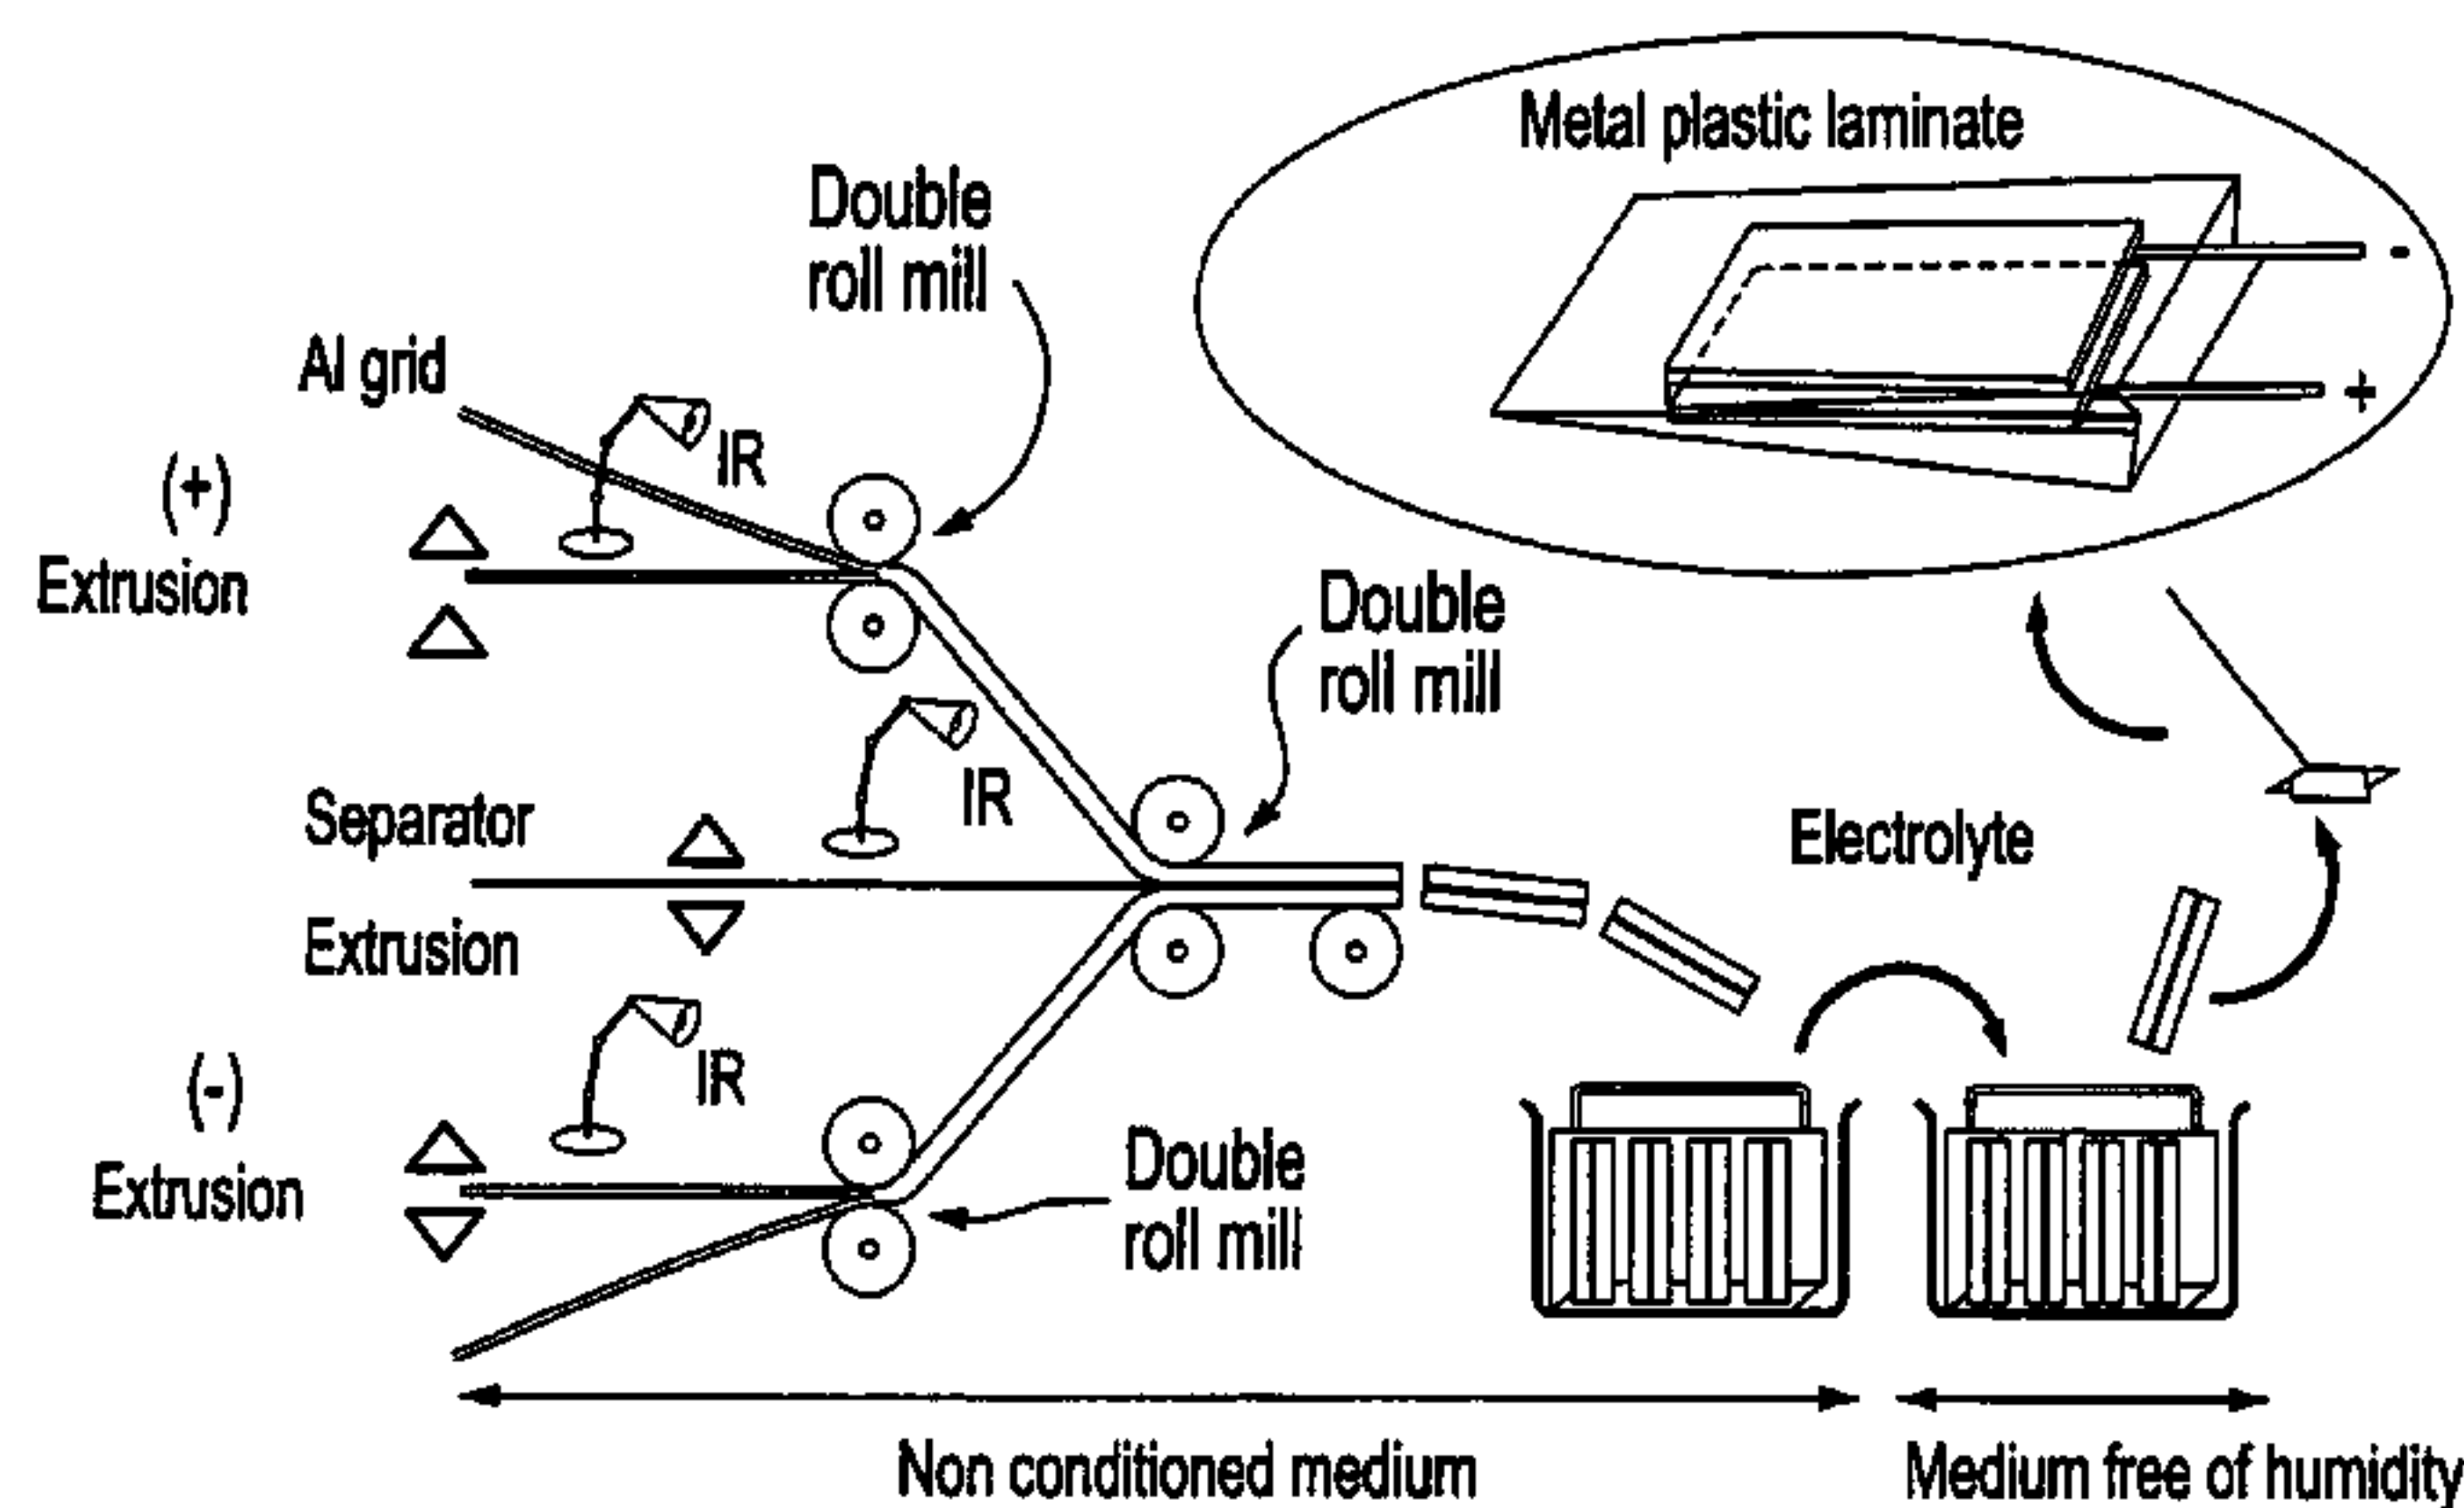 Metal plastic laminate
-
+
Double
roll mill
Al grid
IR
(+)
Extrusion
Double
roll mill
IR
Separator
Extrusion
Electrolyte
IR
(-)
Extrusion
Double
roll mill
Non conditioned medium
Medium free of humidity